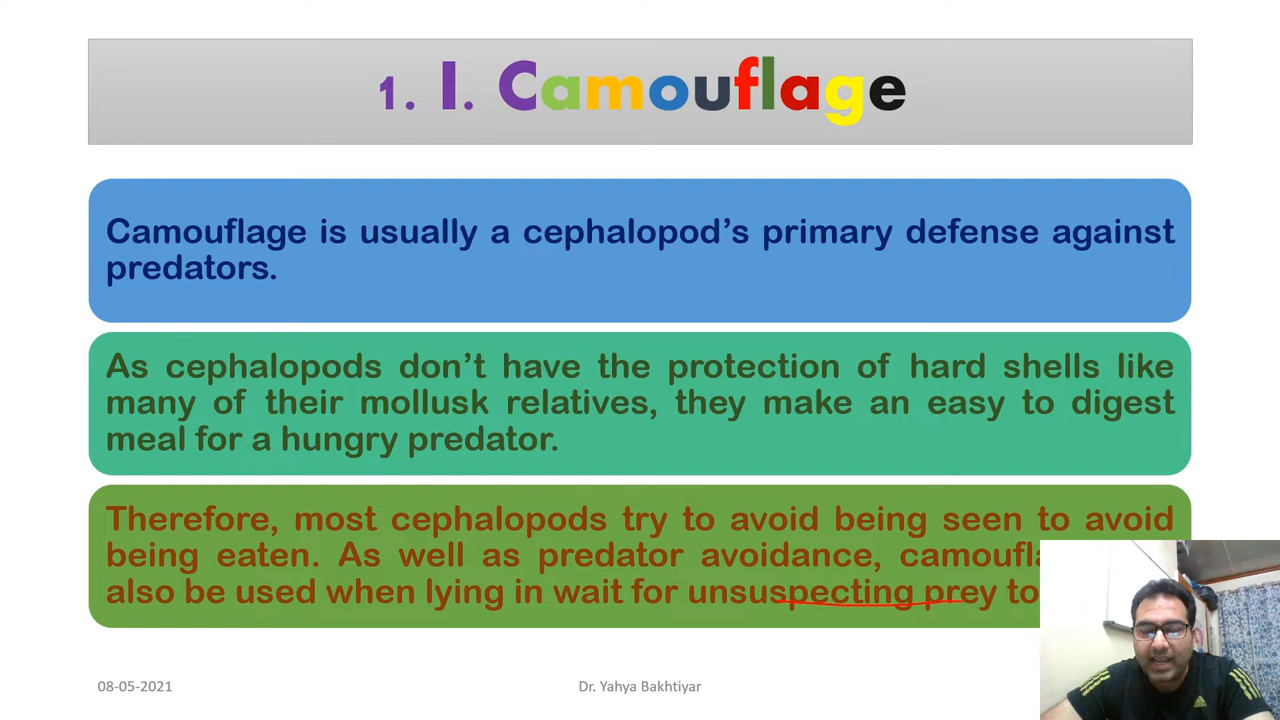 1. I. Camouflage
Camouflage is usually a cephalopod’s primary defense against
predators.
As cephalopods don’t have the protection of hard shells like
many of their mollusk relatives, they make an easy to digest
meal for a hungry predator.
Therefore, most cephalopods try to avoid being seen to avoid
being eaten. As well as predator avoidance,
also be used when lying in wait for unsuspecting prey to
08-05-2021
Dr. Yahya Bakhtiyar